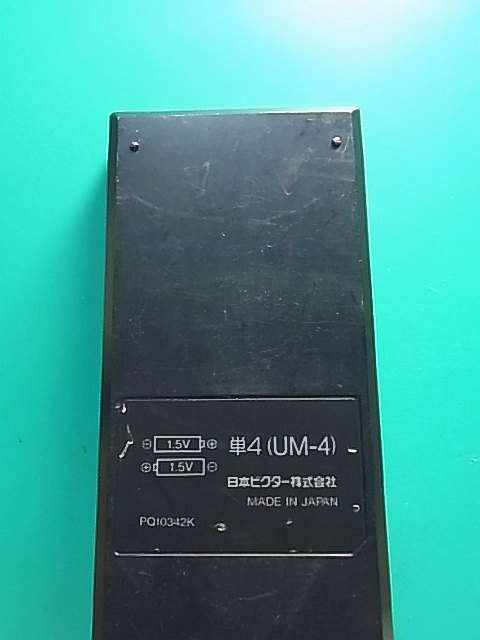 ⊖ 1.5V ⊕ 単4(UM-4)
⊕ 1.5V ⊖
日本ビクター株式会社
MADE IN JAPAN
PQ10342K